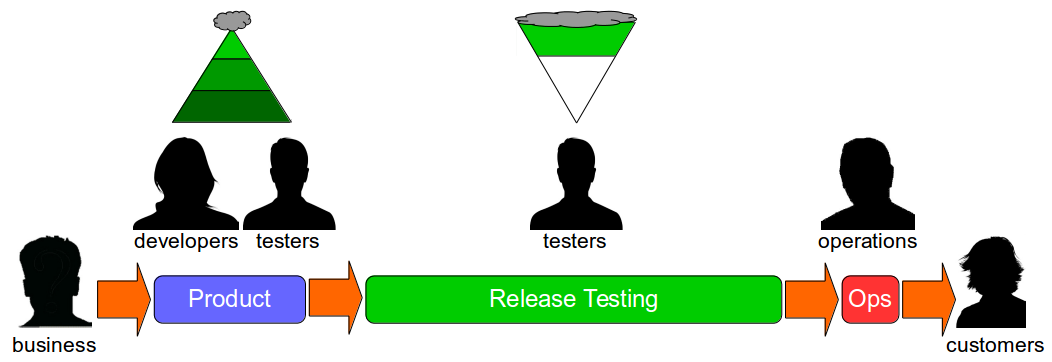 developers
testers
testers
operations
Product
Release Testing
Ops
business
customers